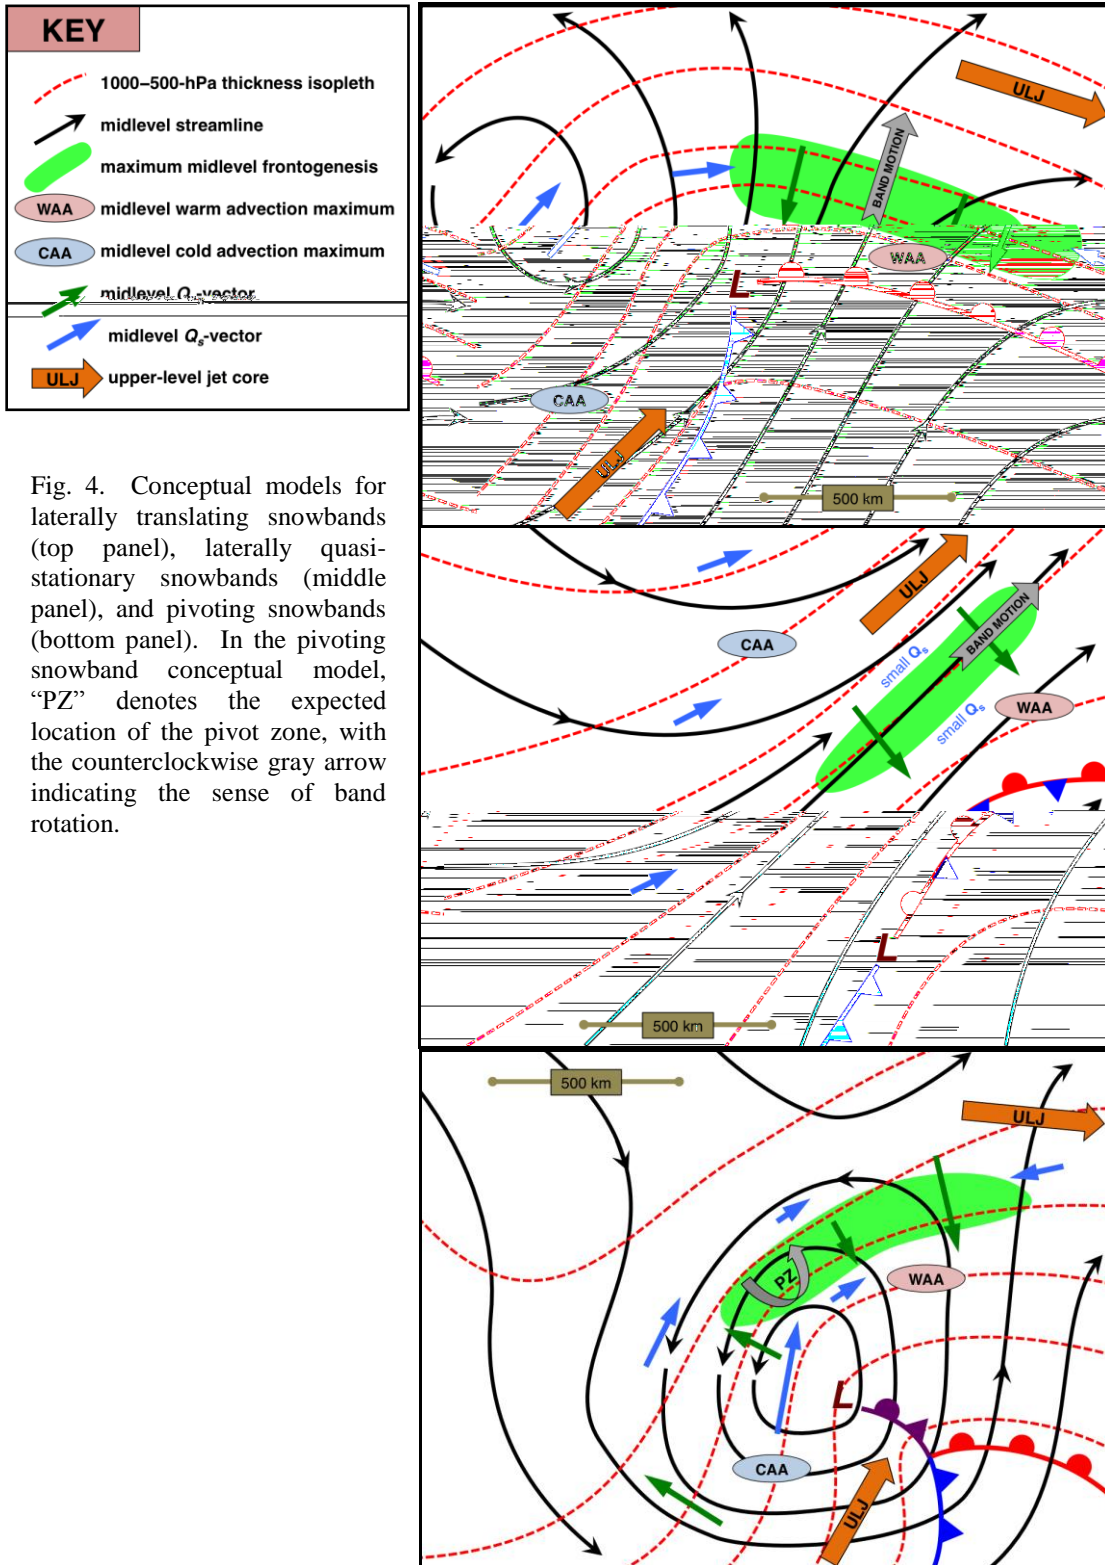 KEY
1000–500-hPa thickness isopleth
midlevel streamline
maximum midlevel frontogenesis
WAA midlevel warm advection maximum
CAA midlevel cold advection maximum
midlevel -vector
midlevel Qs-vector
ULJ upper-level jet core
Fig. 4. Conceptual models for
laterally translating snowbands
(top panel), laterally quasi-
stationary snowbands (middle
panel), and pivoting snowbands
(bottom panel). In the pivoting
snowband conceptual model,
“PZ” denotes the expected
location of the pivot zone, with
the counterclockwise gray arrow
indicating the sense of band
rotation.
ULJ
BAND MOTION
WAA
L
CAA
ULJ
500 km
ULJ
CAA
BAND MOTION
small Qs
small Qs
WAA
L
500 km
500 km
ULJ
PZ
WAA
L
CAA
ULJ